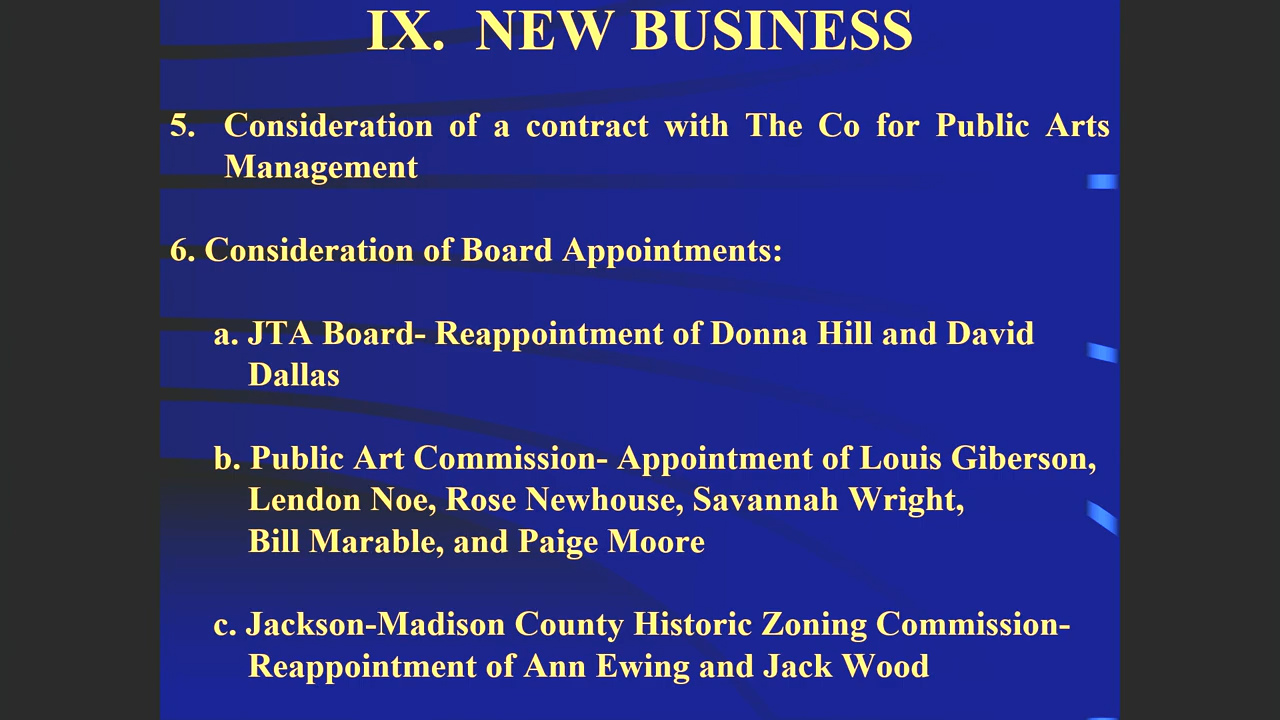 IX. NEW BUSINESS
5. Consideration of a contract with The Co for Public Arts
Management
6. Consideration of Board Appointments:
a. JTA Board- Reappointment of Donna Hill and David
Dallas
b. Public Art Commission- Appointment of Louis Giberson,
Lendon Noe, Rose Newhouse, Savannah Wright,
Bill Marable, and Paige Moore
c. Jackson-Madison County Historic Zoning Commission-
Reappointment of Ann Ewing and Jack Wood